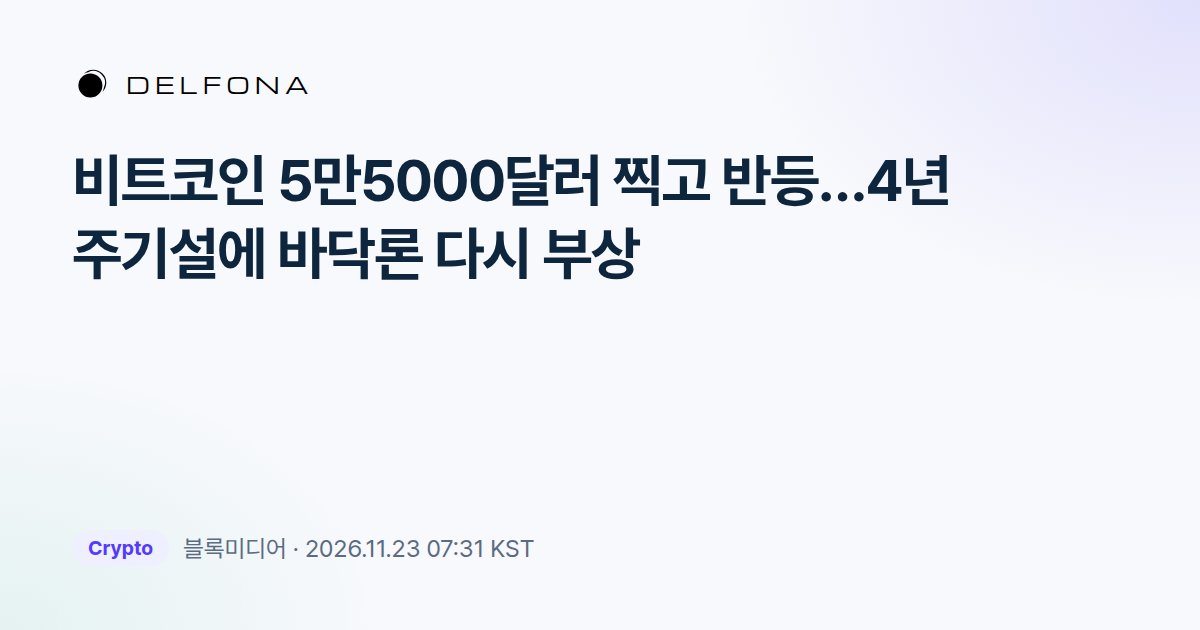 DELFONA
비트코인 5만5000달러 찍고 반등…4년
주기설에 바닥론 다시 부상
Crypto 블록미디어 · 2026.11.23 07:31 KST